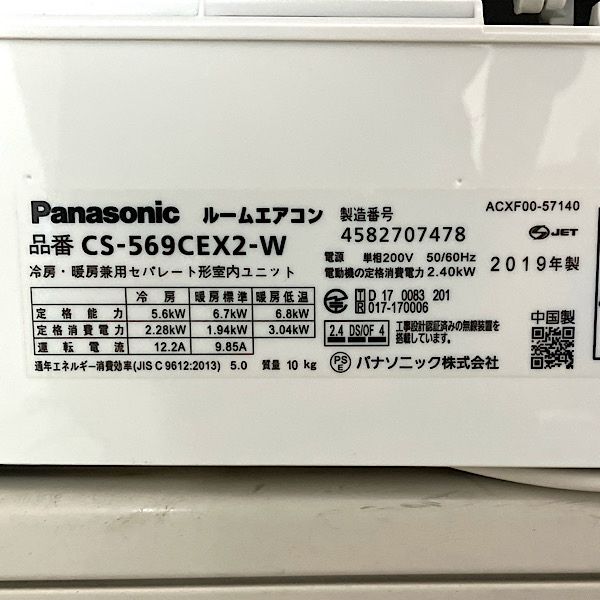 Panasonic ルームエアコン
品番 CS-569CEX2-W
冷房・暖房兼用セパレート形室内ユニット
冷房 暖房標準 暖房低温
定格能力 5.6kW 6.7kW 6.8kW
定格消費電力 2.28kW 1.94kW 3.04kW
運転電流 12.2A 9.85A
通年エネルギー消費効率(JIS C 9612:2013) 5.0 質量 10 kg
製造番号
4582707478
電源 単相200V 50/60Hz
電動機の定格消費電力 2.40kW
T D 17 0083 201
R 017-170006
2.4 DS/OF 4
工事設計認証済みの無線装置を
搭載しています。
PS
E パナソニック株式会社
ACXF00-57140
JET
2019年製
中国製